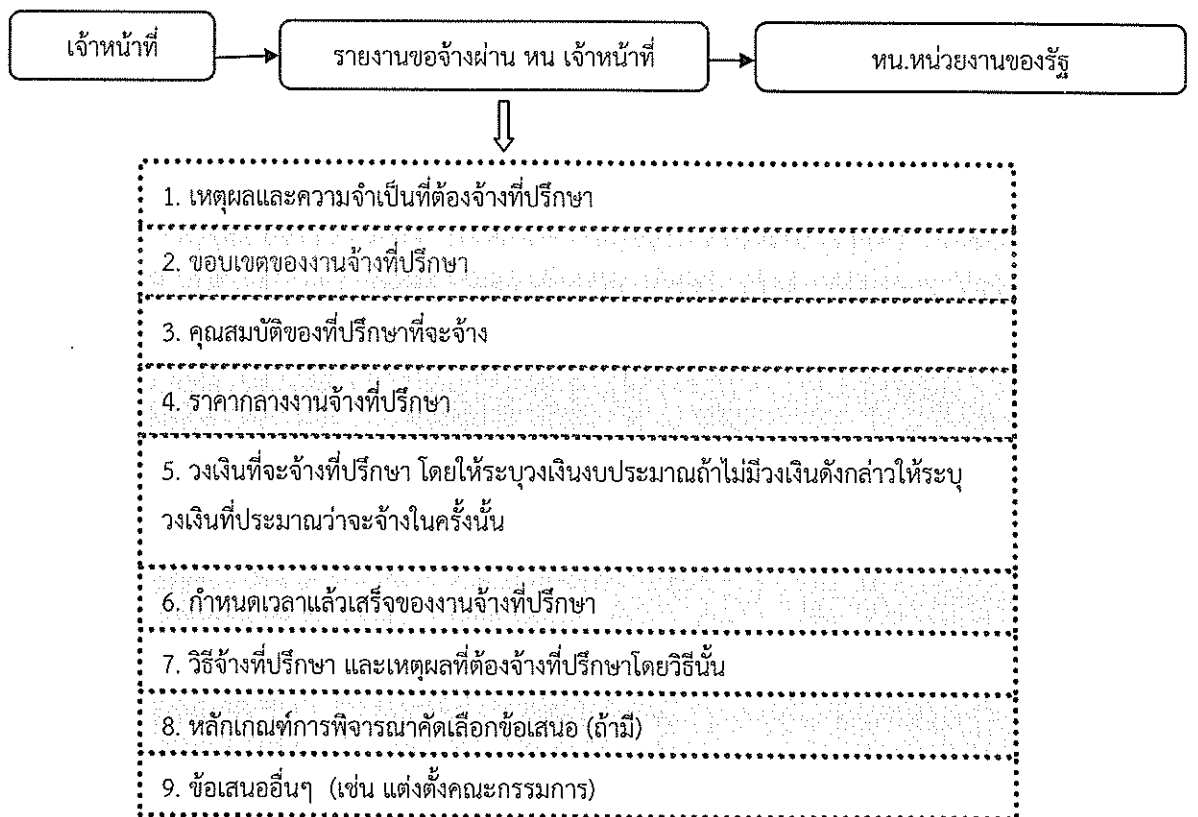 เจ้าหน้าที่
รายงานขอจ้างผ่าน หน เจ้าหน้าที่
หน.หน่วยงานของรัฐ
1. เหตุผลและความจำเป็นที่ต้องจ้างที่ปรึกษา
2. ขอบเขตของงานจ้างที่ปรึกษา
3. คุณสมบัติของที่ปรึกษาที่จะจ้าง
4. ราคากลางงานจ้างที่ปรึกษา
5. วงเงินที่จะจ้างที่ปรึกษา โดยให้ระบุวงเงินงบประมาณถ้าไม่มีวงเงินดังกล่าวให้ระบุ
วงเงินที่ประมาณว่าจะจ้างในครั้งนั้น
6. กำหนดเวลาแล้วเสร็จของงานจ้างที่ปรึกษา
7. วิธีจ้างที่ปรึกษา และเหตุผลที่ต้องจ้างที่ปรึกษาโดยวิธีนั้น
8. หลักเกณฑ์การพิจารณาคัดเลือกข้อเสนอ (ถ้ามี)
9. ข้อเสนออื่นๆ (เช่น แต่งตั้งคณะกรรมการ)